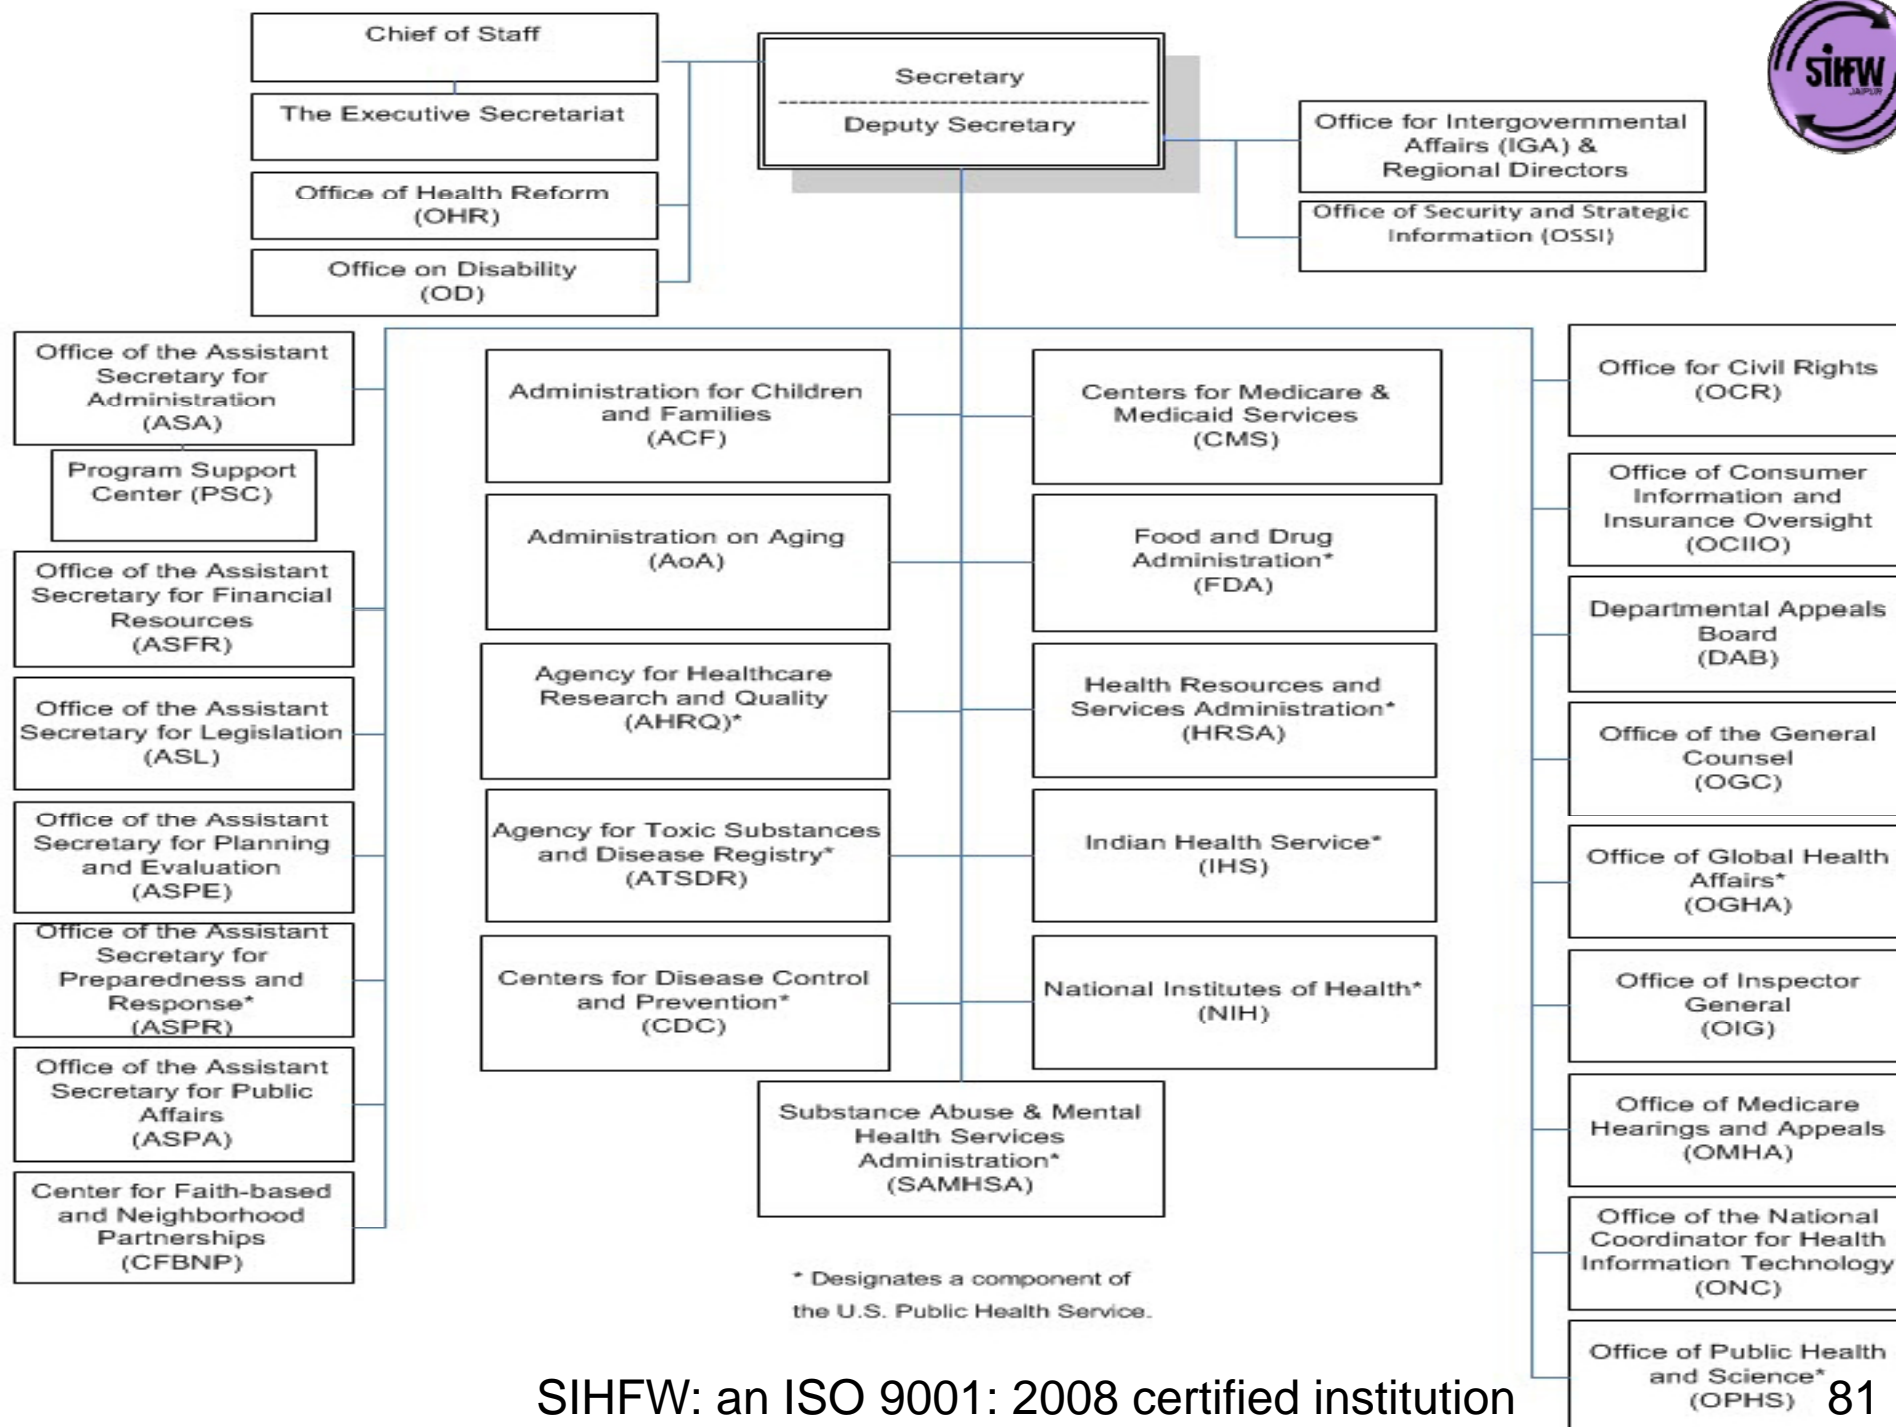 Chief of Staff
The Executive Secretariat
Office of Health Reform
(OHR)
Office on Disability
(OD)
Secretary
Deputy Secretary
Office for Intergovernmental
Affairs (IGA) &
Regional Directors
Office of Security and Strategic
Information (OSSI)
SIHFW
JAIPUR
Office of the Assistant
Secretary for
Administration
(ASA)
Program Support
Center (PSC)
Office of the Assistant
Secretary for Financial
Resources
(ASFR)
Office of the Assistant
Secretary for Legislation
(ASL)
Office of the Assistant
Secretary for Planning
and Evaluation
(ASPE)
Office of the Assistant
Secretary for
Preparedness and
Response*
(ASPR)
Office of the Assistant
Secretary for Public
Affairs
(ASPA)
Center for Faith-based
and Neighborhood
Partnerships
(CFBNP)
Administration for Children
and Families
(ACF)
Administration on Aging
(AoA)
Agency for Healthcare
Research and Quality
(AHRQ)*
Agency for Toxic Substances
and Disease Registry*
(ATSDR)
Centers for Disease Control
and Prevention*
(CDC)
Centers for Medicare &
Medicaid Services
(CMS)
Food and Drug
Administration*
(FDA)
Health Resources and
Services Administration*
(HRSA)
Indian Health Service*
(IHS)
National Institutes of Health*
(NIH)
Substance Abuse & Mental
Health Services
Administration*
(SAMHSA)
Office for Civil Rights
(OCR)
Office of Consumer
Information and
Insurance Oversight
(OCIIO)
Departmental Appeals
Board
(DAB)
Office of the General
Counsel
(OGC)
Office of Global Health
Affairs*
(OGHA)
Office of Inspector
General
(OIG)
Office of Medicare
Hearings and Appeals
(OMHA)
Office of the National
Coordinator for Health
Information Technology
(ONC)
Office of Public Health
and Science*
(OPHS)
* Designates a component of
the U.S. Public Health Service.
SIHFW: an ISO 9001: 2008 certified institution
81